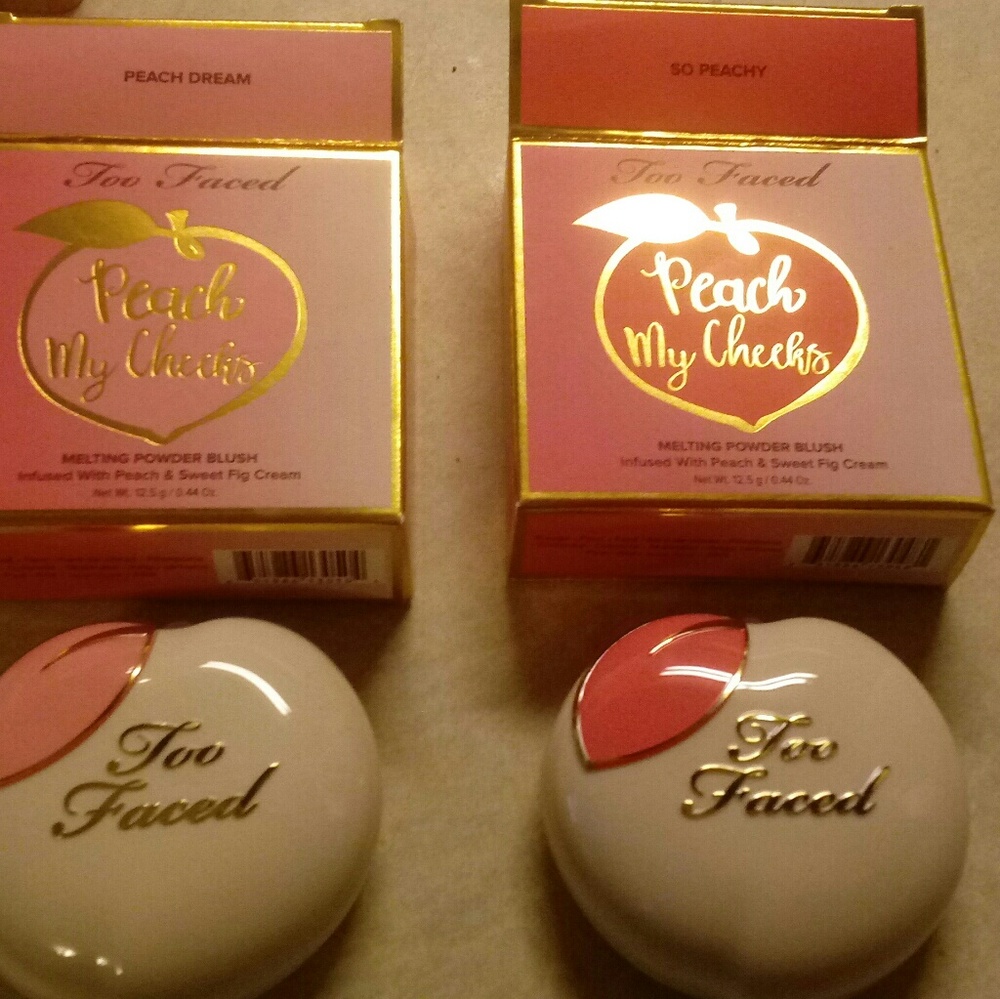 PEACH DREAM
Too Faced
Peach
My Cheeks
MELTING POWDER BLUSH
Infused With Peach & Sweet Fig Cream
Net Wt. 12.5 g / 0.44 Oz.
SO PEACHY
Too Faced
Peach
My Cheeks
MELTING POWDER BLUSH
Infused With Peach & Sweet Fig Cream
Net Wt. 12.5 g / 0.44 Oz.
Too
Faced
Too
Faced